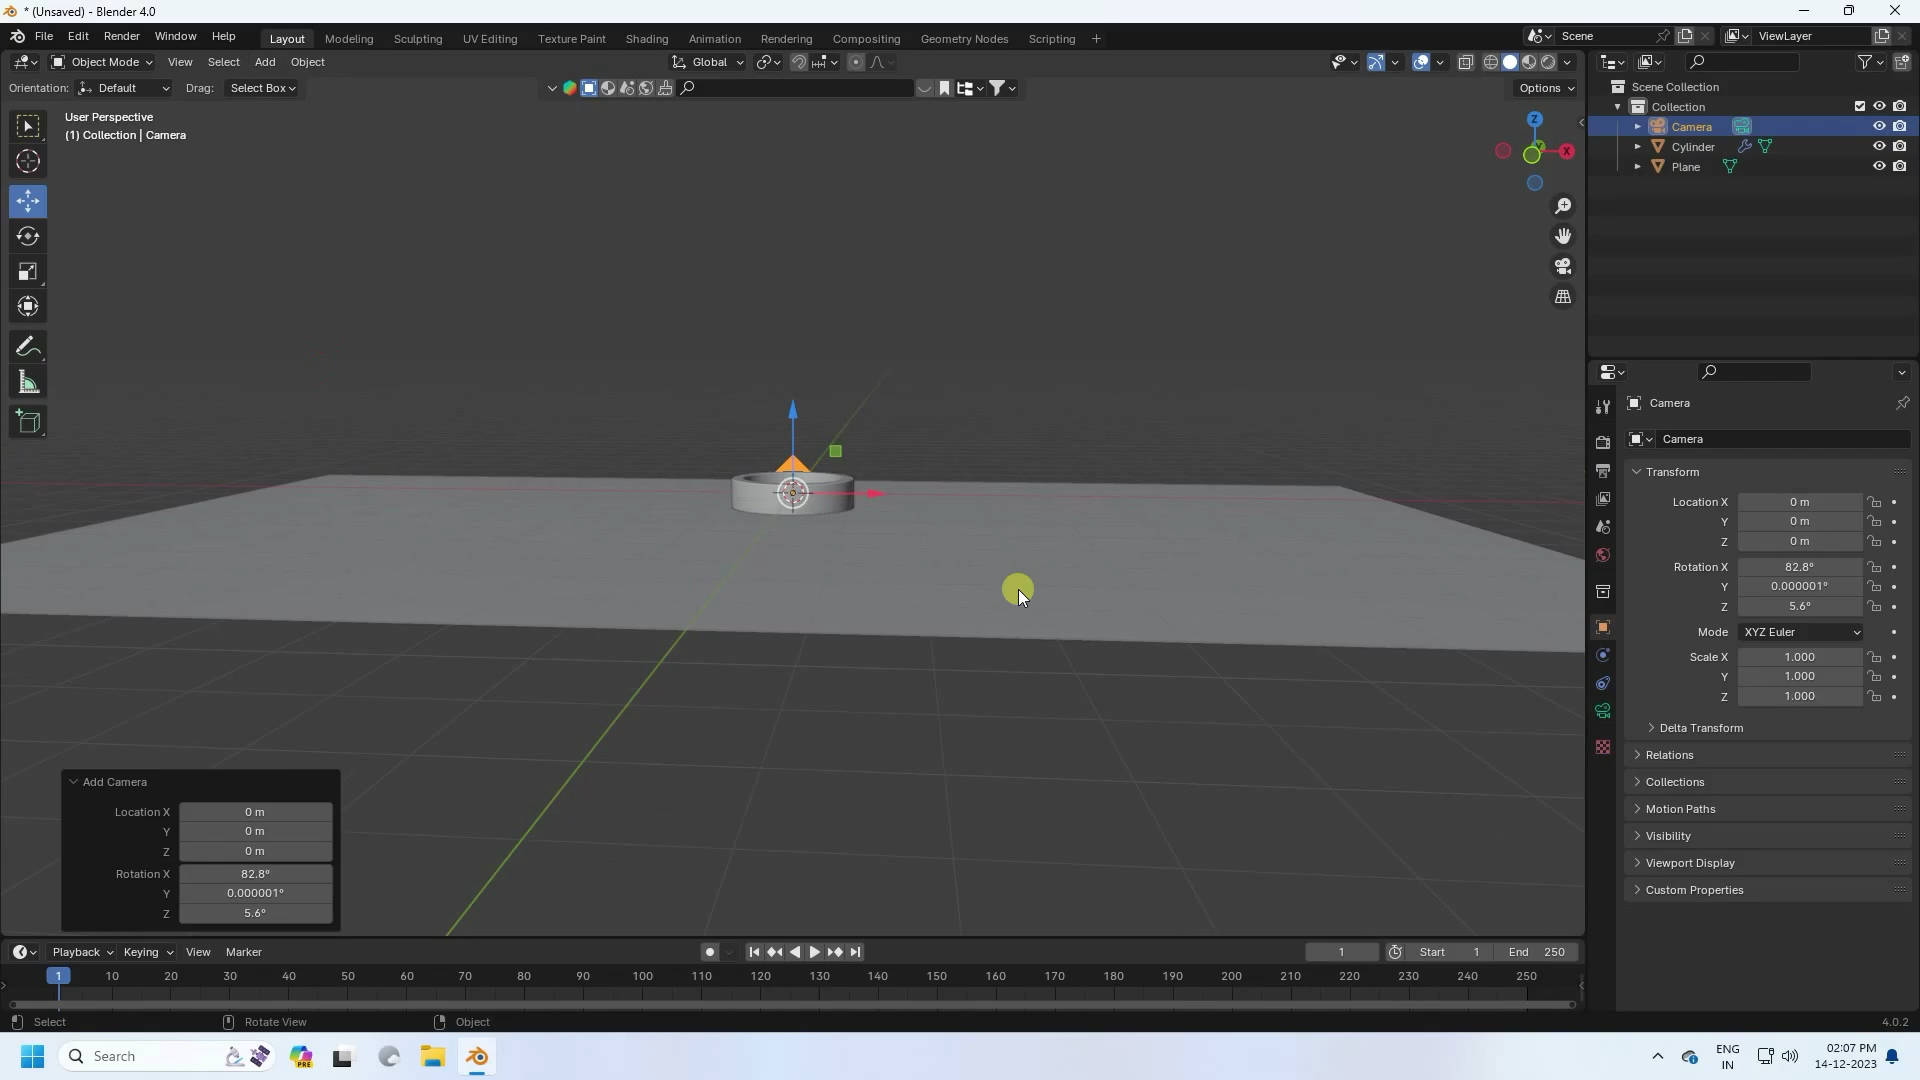 * (Unsaved) - Blender 4.0
File Edit Render Window Help
Layout Modeling Sculpting UV Editing Texture Paint Shading Animation Rendering Compositing Geometry Nodes Scripting +
Scene
ViewLayer
Object Mode View Select Add Object
Global
Orientation: Default Drag: Select Box
Options
User Perspective
(1) Collection | Camera
Z
X
Scene Collection
Collection
Camera
Cylinder
Plane
Camera
Camera
Transform
Location X 0 m
Y 0 m
Z 0 m
Rotation X 82.8°
Y 0.000001°
Z 5.6°
Mode XYZ Euler
Scale X 1.000
Y 1.000
Z 1.000
Delta Transform
Relations
Collections
Motion Paths
Visibility
Viewport Display
Custom Properties
Add Camera
Location X 0 m
Y 0 m
Z 0 m
Rotation X 82.8°
Y 0.000001°
Z 5.6°
Playback Keying View Marker
1 Start 1 End 250
1 10 20 30 40 50 60 70 80 90 100 110 120 130 140 150 160 170 180 190 200 210 220 230 240 250
Select Rotate View Object
4.0.2
Search
PRE
ENG
IN
02:07 PM
14-12-2023